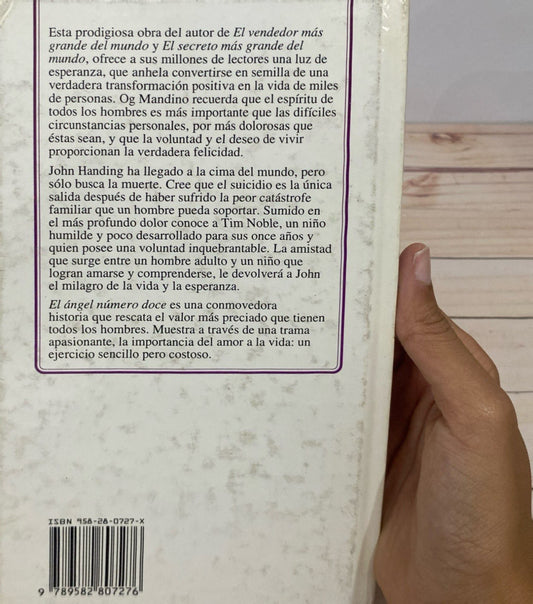 Esta prodigiosa obra del autor de El vendedor más
grande del mundo y El secreto más grande del
mundo, ofrece a sus millones de lectores una luz de
esperanza, que anhela convertirse en semilla de una
verdadera transformación positiva en la vida de miles
de personas. Og Mandino recuerda que el espíritu de
todos los hombres es más importante que las difíciles
circunstancias personales, por más dolorosas que
éstas sean, y que la voluntad y el deseo de vivir
proporcionan la verdadera felicidad.
John Handing ha llegado a la cima del mundo, pero
sólo busca la muerte. Cree que el suicidio es la única
salida después de haber sufrido la peor catástrofe
familiar que un hombre pueda soportar. Sumido en
el más profundo dolor conoce a Tim Noble, un niño
humilde y poco desarrollado para sus once años y
quien posee una voluntad inquebrantable. La amistad
que surge entre un hombre adulto y un niño que
logran amarse y comprenderse, le devolverá a John
el milagro de la vida y la esperanza.
El ángel número doce es una conmovedora
historia que rescata el valor más preciado que tienen
todos los hombres. Muestra a través de una trama
apasionante, la importancia del amor a la vida: un
ejercicio sencillo pero costoso.
ISBN 958-28-0727-X
9 789582 807276